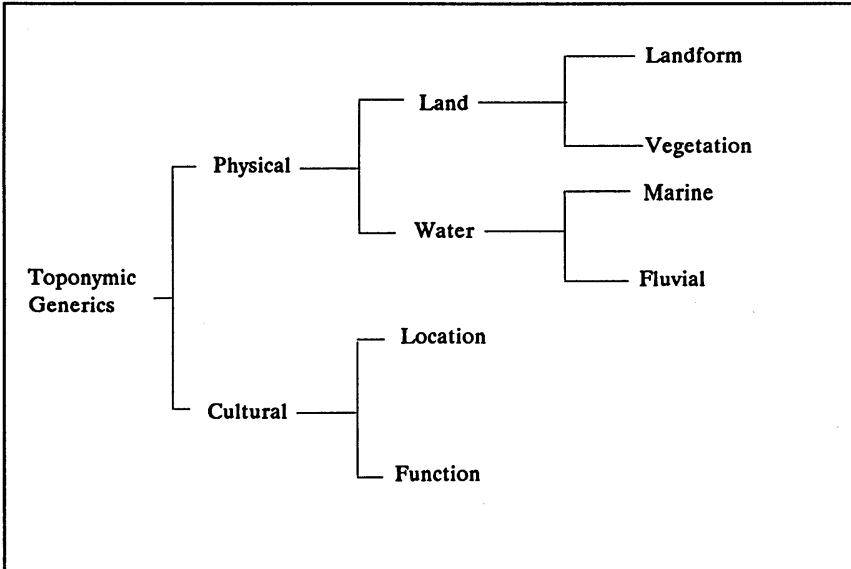 Landform
Land
Vegetation
Physical
Marine
Water
Toponymic
Generics
Fluvial
Location
Cultural
Function